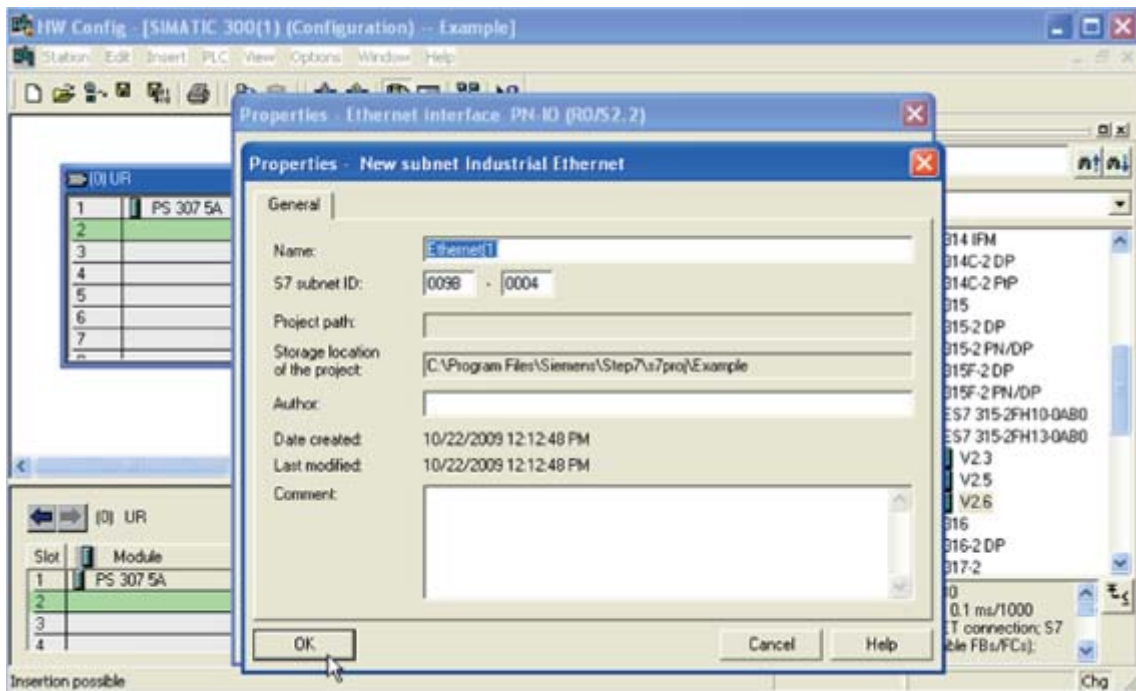 HW Config - [SIMATIC 300(1) (Configuration) -- Example]
Station Edit Insert PLC View Options Window Help
Properties - Ethernet interface PN-IO (R0/S2.2)
Properties - New subnet Industrial Ethernet
General
Name: Ethernet(1)
S7 subnet ID: 009B - 0004
Project path:
Storage location
of the project: C:\Program Files\Siemens\Step7\s7proj\Example
Author:
Date created: 10/22/2009 12:12:48 PM
Last modified: 10/22/2009 12:12:48 PM
Comment:
OK Cancel Help
(0) UR
1 PS 307 5A
2
3
4
5
6
7
(0) UR
Slot Module
1 PS 307 5A
2
3
4
314 IFM
314C-2 DP
314C-2 PtP
315
315-2 DP
315-2 PN/DP
315F-2 DP
315F-2 PN/DP
ES7 315-2FH10-0AB0
ES7 315-2FH13-0AB0
V2.3
V2.5
V2.6
316
316-2 DP
317-2
0.1 ms/1000
ET connection; S7
ble FBs/FCs);
Insertion possible
Chg